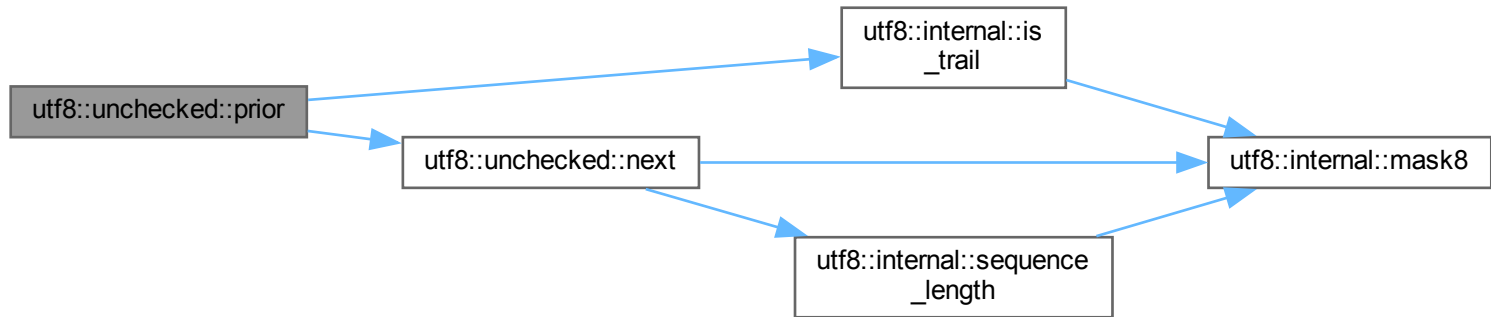 utf8::internal::is
_trail
utf8::unchecked::prior
utf8::unchecked::next
utf8::internal::mask8
utf8::internal::sequence
_length